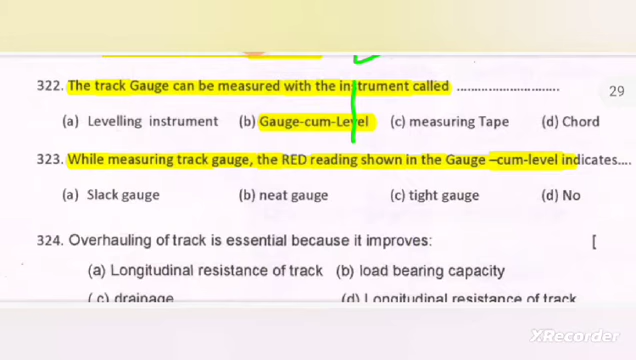 322. The track Gauge can be measured with the instrument called ..............................
29
(a) Levelling instrument (b) Gauge-cum-Level (c) measuring Tape (d) Chord
323. While measuring track gauge, the RED reading shown in the Gauge –cum-level indicates....
(a) Slack gauge (b) neat gauge (c) tight gauge (d) No
324. Overhauling of track is essential because it improves: [
(a) Longitudinal resistance of track (b) load bearing capacity
(c) drainage (d) Longitudinal resistance of track
XRecorder